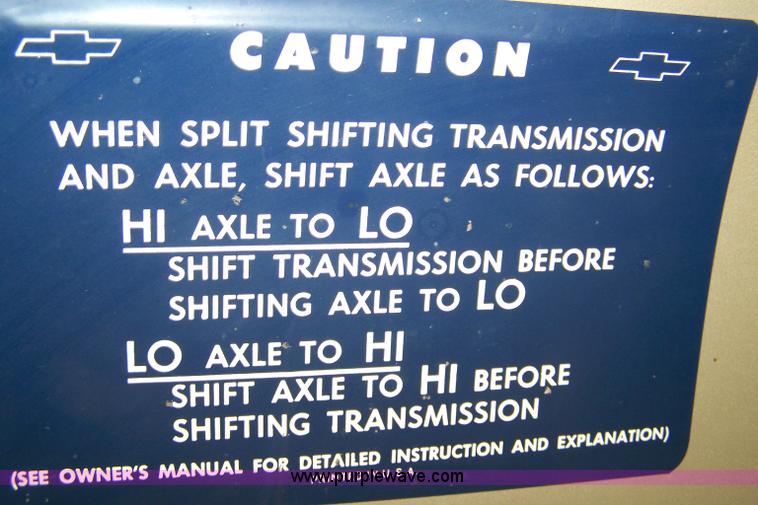 CAUTION
WHEN SPLIT SHIFTING TRANSMISSION
AND AXLE, SHIFT AXLE AS FOLLOWS:
HI AXLE TO LO
SHIFT TRANSMISSION BEFORE
SHIFTING AXLE TO LO
LO AXLE TO HI
SHIFT AXLE TO HI BEFORE
SHIFTING TRANSMISSION
(SEE OWNER'S MANUAL FOR DETAILED INSTRUCTION AND EXPLANATION)
www.purplewave.com